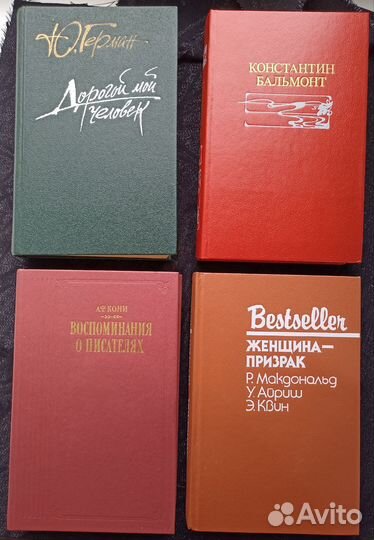 Ю. Герман
Дорогой мой
человек
КОНСТАНТИН
БАЛЬМОНТ
А.Ф. КОНИ
ВОСПОМИНАНИЯ
О ПИСАТЕЛЯХ
Bestseller
ЖЕНЩИНА—
ПРИЗРАК
Р. Макдональд
У. Айриш
Э. Квин
Avito